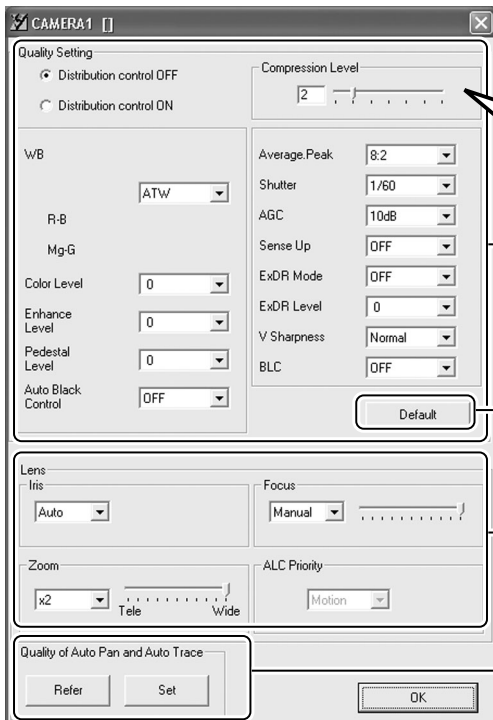 CAMERA1 []
Quality Setting
Distribution control OFF
Distribution control ON
Compression Level
2
WB
ATW
R-B
Mg-G
Color Level
0
Enhance
Level
0
Pedestal
Level
0
Auto Black
Control
OFF
Average.Peak
8:2
Shutter
1/60
AGC
10dB
Sense Up
OFF
ExDR Mode
OFF
ExDR Level
0
V Sharpness
Normal
BLC
OFF
Default
Lens
Iris
Auto
Focus
Manual
Zoom
x2
Tele Wide
ALC Priority
Motion
Quality of Auto Pan and Auto Trace
Refer
Set
OK